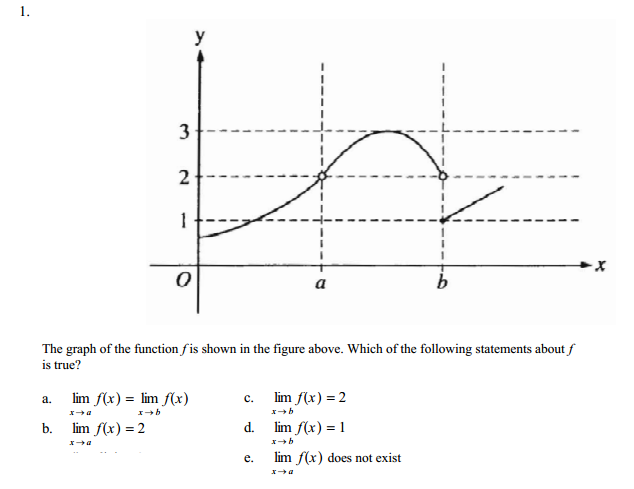 1.
y
3
2
1
O
a
b
x
The graph of the function f is shown in the figure above. Which of the following statements about f
is true?
a. lim f(x) = lim f(x)
x→a x→b
b. lim f(x) = 2
x→a
c. lim f(x) = 2
x→b
d. lim f(x) = 1
x→b
e. lim f(x) does not exist
x→a